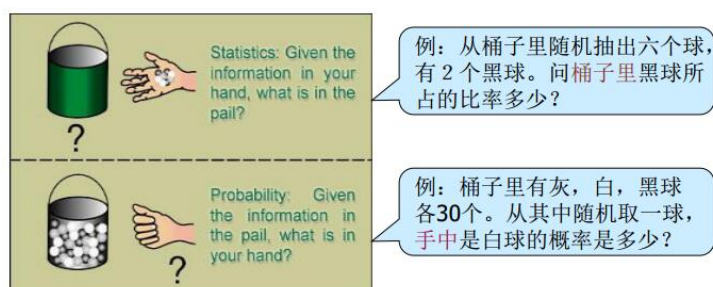 Statistics: Given the
information in your
hand, what is in the
pail?
?
例：从桶子里随机抽出六个球，
有 2 个黑球。问桶子里黑球所
占的比率多少？
Probability: Given
the information in
the pail, what is in
your hand?
?
例：桶子里有灰，白，黑球
各30个。从其中随机取一球，
手中是白球的概率是多少？